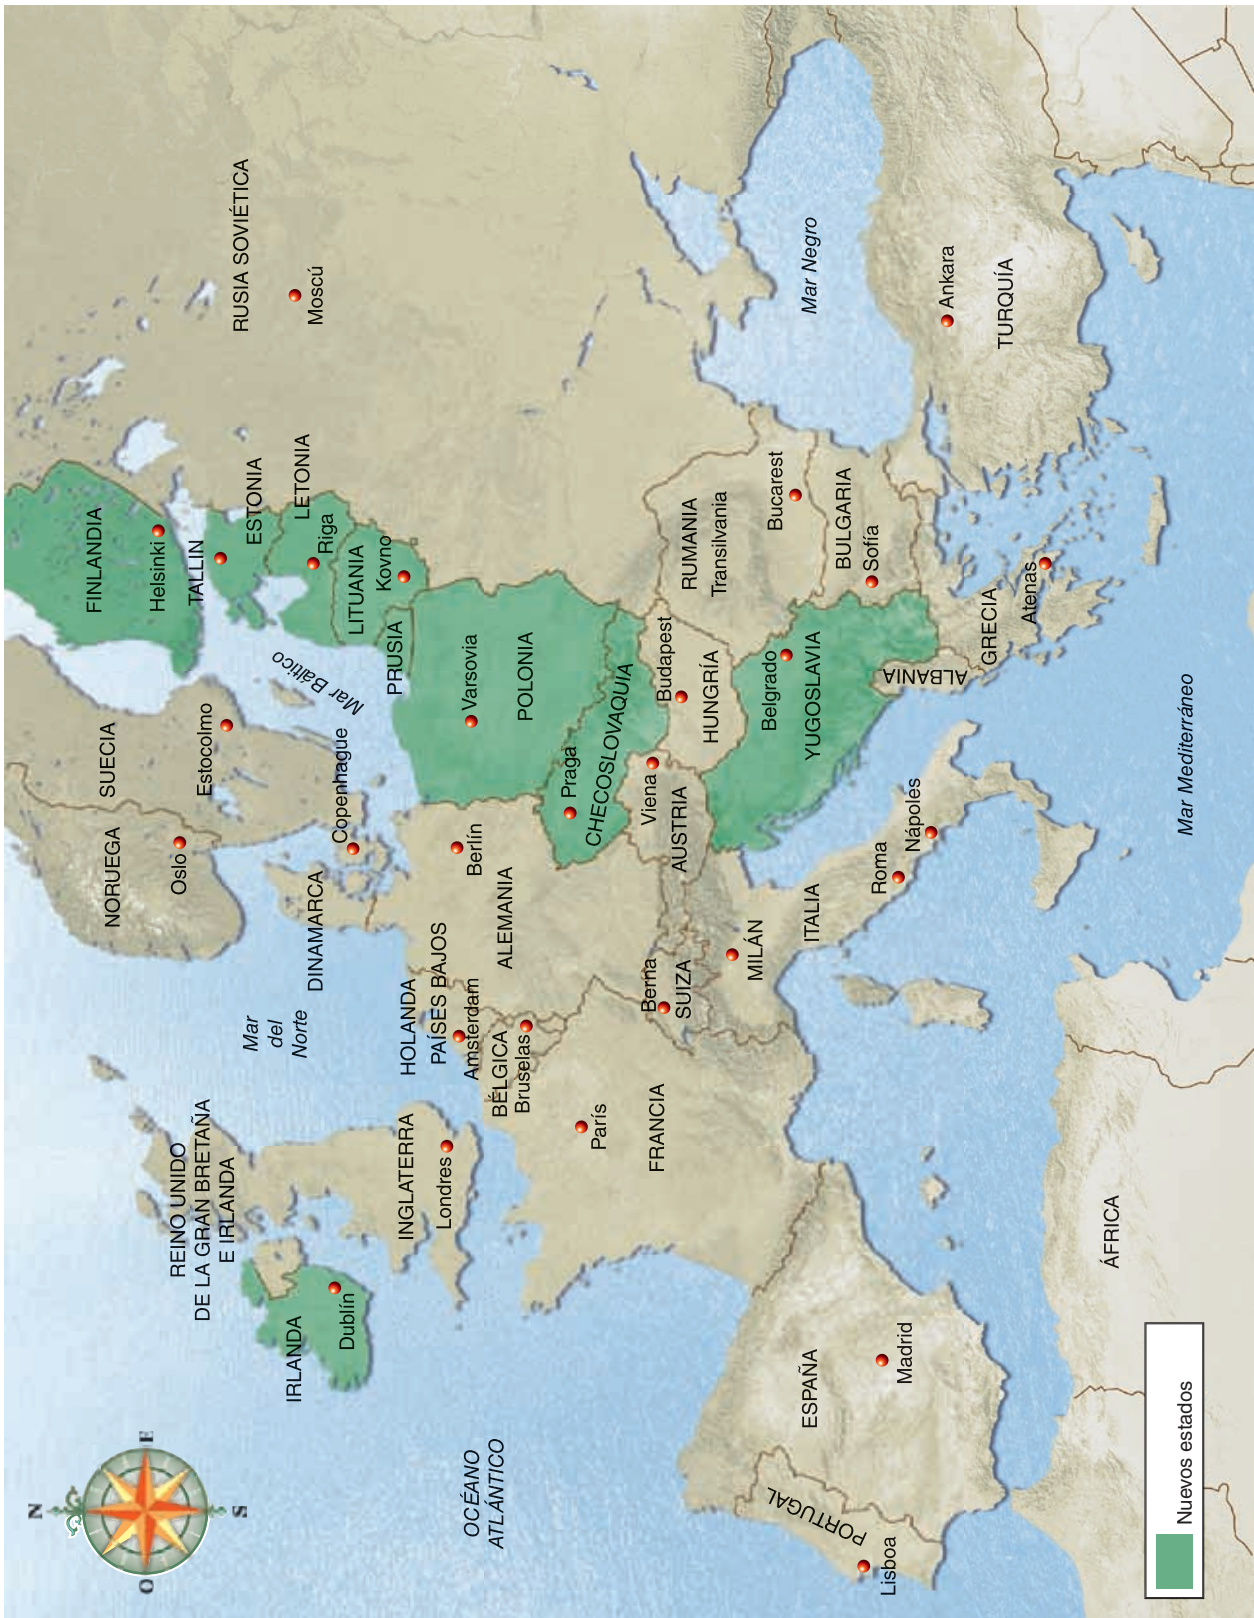 N
O
E
S
REINO UNIDO
DE LA GRAN BRETAÑA
E IRLANDA
IRLANDA
Dublín
INGLATERRA
Londres
OCÉANO
ATLÁNTICO
Mar
del
Norte
NORUEGA
Oslo
SUECIA
Estocolmo
DINAMARCA
Copenhague
Mar Báltico
FINLANDIA
Helsinki
TALLIN
ESTONIA
LETONIA
Riga
LITUANIA
Kovno
PRUSIA
RUSIA SOVIÉTICA
Moscú
HOLANDA
PAÍSES BAJOS
Amsterdam
BÉLGICA
Bruselas
ALEMANIA
Berlín
POLONIA
Varsovia
Praga
CHECOSLOVAQUIA
París
FRANCIA
Berna
SUIZA
Viena
AUSTRIA
Budapest
HUNGRÍA
RUMANIA
Transilvania
Bucarest
MILÁN
ITALIA
Roma
Nápoles
Belgrado
YUGOSLAVIA
BULGARIA
Sofía
ALBANIA
GRECIA
Atenas
Mar Negro
Ankara
TURQUÍA
ESPAÑA
Madrid
PORTUGAL
Lisboa
Mar Mediterráneo
ÁFRICA
Nuevos estados